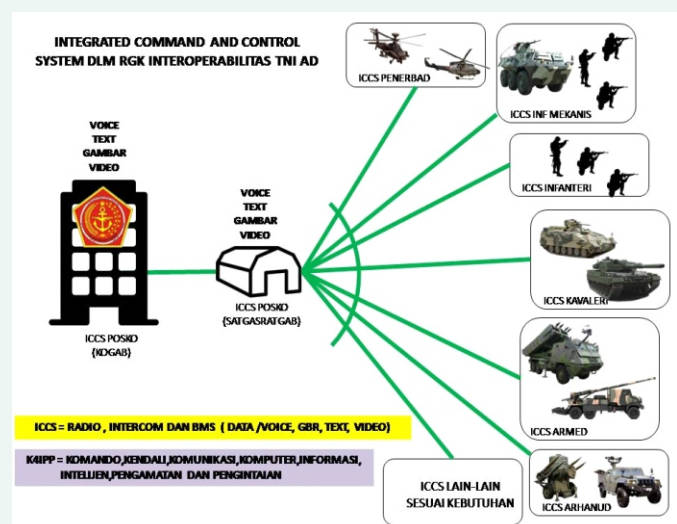 INTEGRATED COMMAND AND CONTROL
SYSTEM DLM RGK INTEROPERABILITAS TNI AD
VOICE
TEXT
GAMBAR
VIDEO
ICCS POSKO
{KOGAB}
VOICE
TEXT
GAMBAR
VIDEO
ICCS POSKO
{SATGASRATGAB}
ICCS PENERBAD
ICCS INF MEKANIS
ICCS INFANTERI
ICCS KAVALERI
ICCS ARMED
ICCS ARHANUD
ICCS LAIN-LAIN
SESUAI KEBUTUHAN
ICCS = RADIO , INTERCOM DAN BMS ( DATA /VOICE, GBR, TEXT, VIDEO)
K4IPP = KOMANDO,KENDALI,KOMUNIKASI,KOMPUTER,INFORMASI,
INTELIJEN,PENGAMATAN DAN PENGINTAIAN